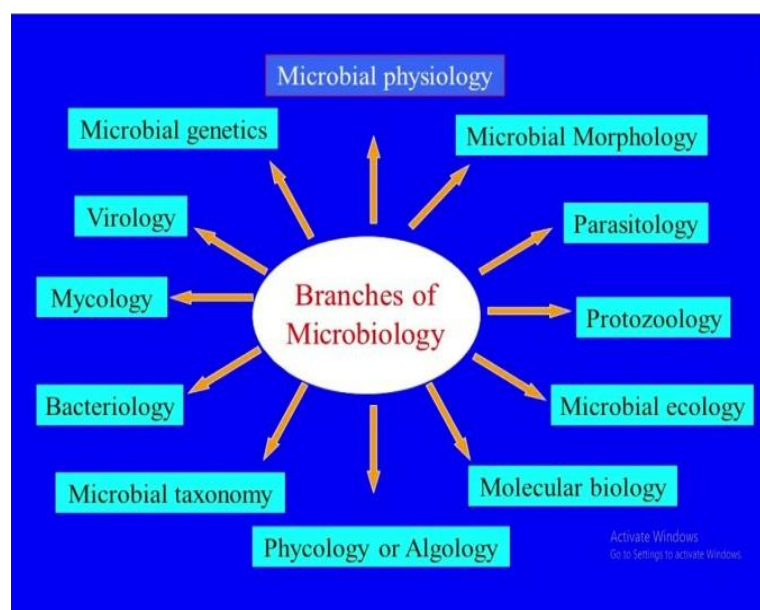 Microbial physiology
Microbial genetics
Microbial Morphology
Virology
Parasitology
Mycology
Branches of
Microbiology
Protozoology
Bacteriology
Microbial ecology
Microbial taxonomy
Molecular biology
Phycology or Algology
Activate Windows
Go to Settings to activate Windows.